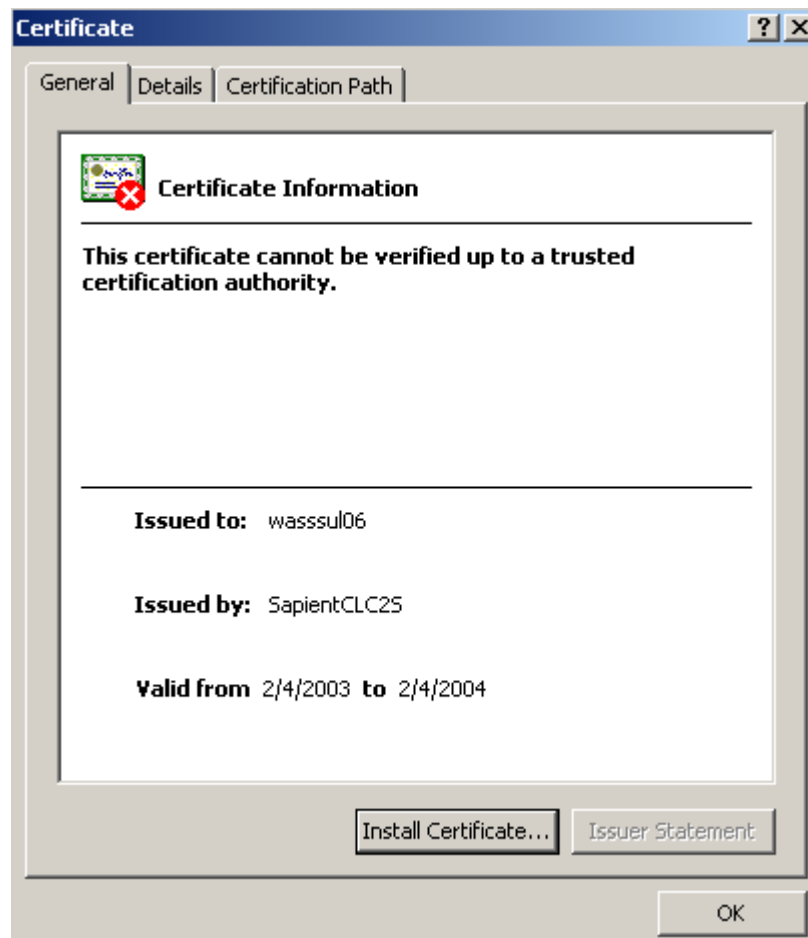 Certificate
General Details Certification Path
Certificate Information
This certificate cannot be verified up to a trusted
certification authority.
Issued to: wasssul06
Issued by: SapientCLC2S
Valid from 2/4/2003 to 2/4/2004
Install Certificate... Issuer Statement
OK